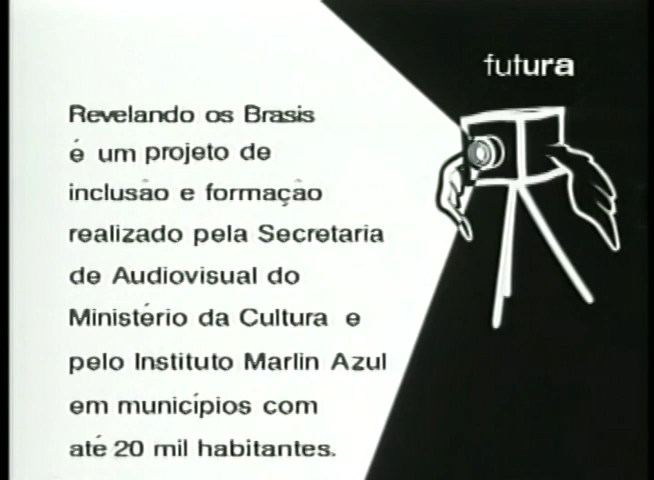 futura
Revelando os Brasis
é um projeto de
inclusão e formação
realizado pela Secretaria
de Audiovisual do
Ministério da Cultura e
pelo Instituto Marlin Azul
em municípios com
até 20 mil habitantes.